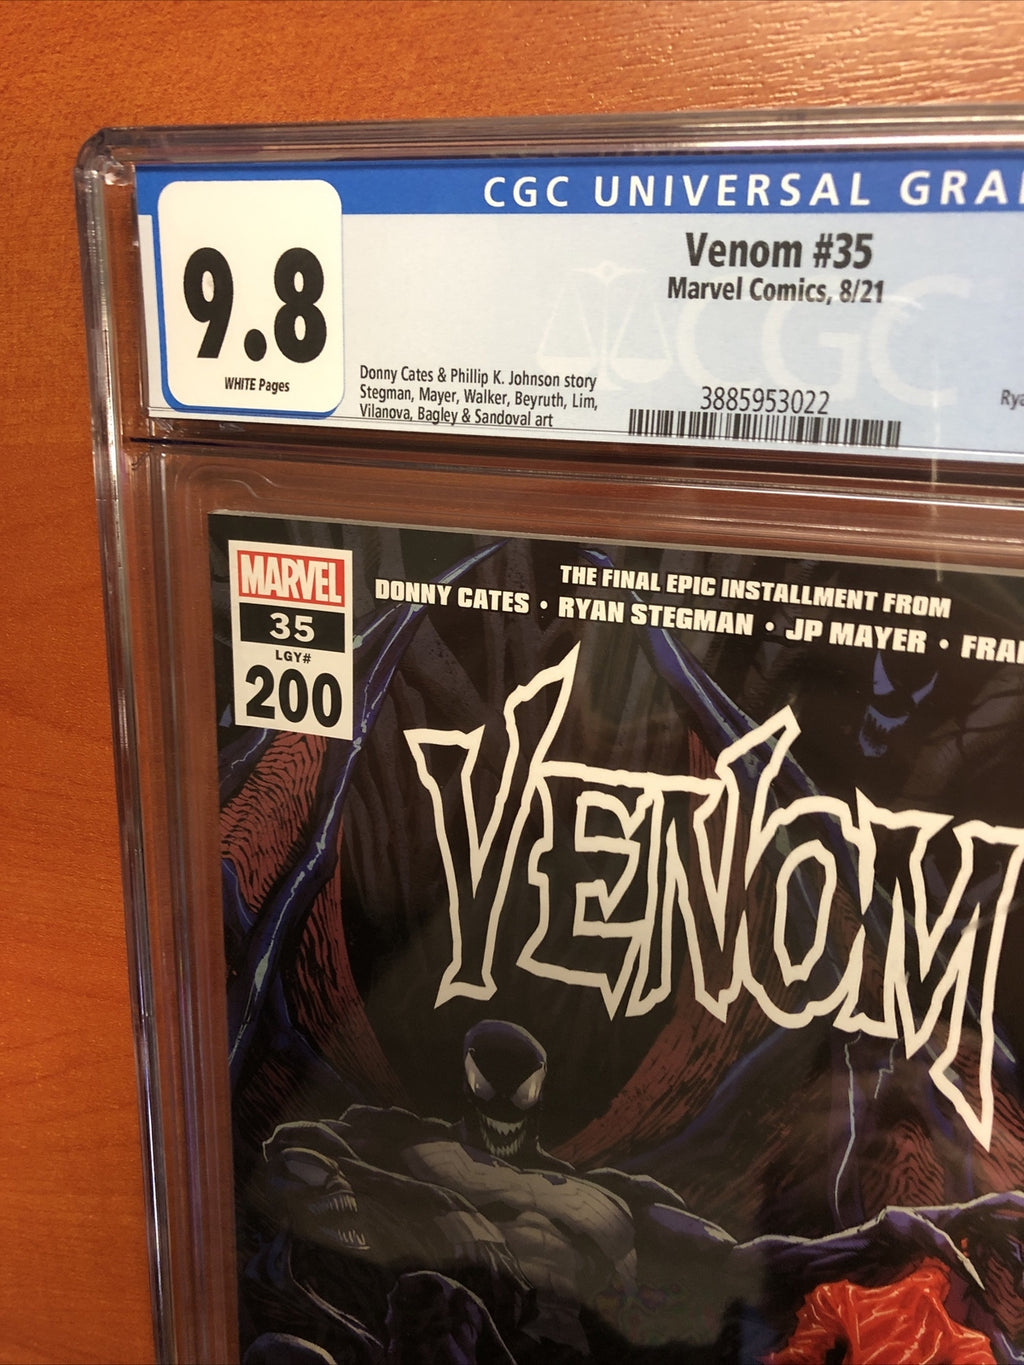 CGC UNIVERSAL
9.8
WHITE Pages
Venom #35
Marvel Comics, 8/21
Donny Cates & Phillip K. Johnson story
Stegman, Mayer, Walker, Beyruth, Lim,
Vilanova, Bagley & Sandoval art
3885953022
CGC
MARVEL
35
LGY#
200
THE FINAL EPIC INSTALLMENT FROM
DONNY CATES • RYAN STEGMAN • JP MAYER •
VENOM